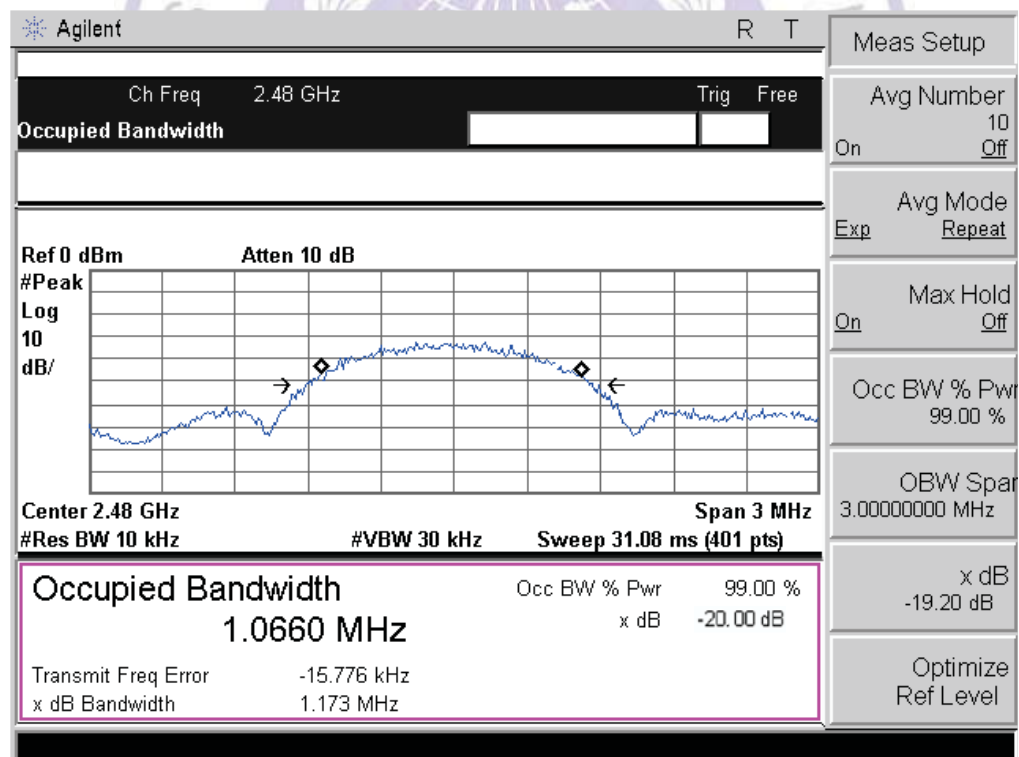 Agilent R T
Ch Freq 2.48 GHz Trig Free
Occupied Bandwidth
Ref 0 dBm Atten 10 dB
#Peak
Log
10
dB/
Center 2.48 GHz Span 3 MHz
#Res BW 10 kHz #VBW 30 kHz Sweep 31.08 ms (401 pts)
Occupied Bandwidth
1.0660 MHz
Occ BW % Pwr 99.00 %
x dB -20.00 dB
Transmit Freq Error -15.776 kHz
x dB Bandwidth 1.173 MHz
Meas Setup
Avg Number
10
On Off
Avg Mode
Exp Repeat
Max Hold
On Off
Occ BW % Pwr
99.00 %
OBW Span
3.00000000 MHz
x dB
-19.20 dB
Optimize
Ref Level